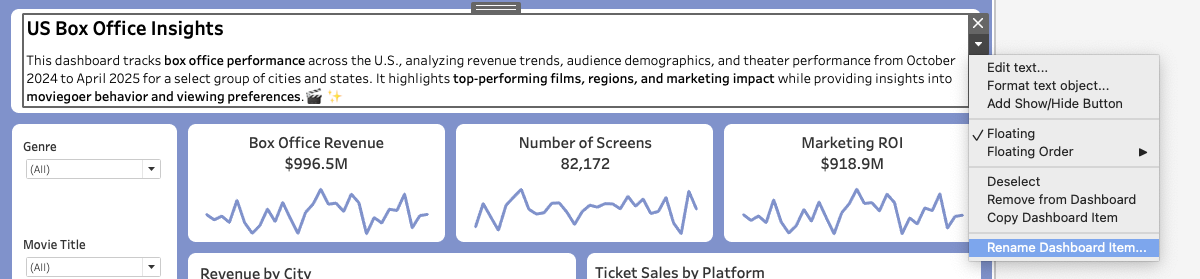 US Box Office Insights
This dashboard tracks box office performance across the U.S., analyzing revenue trends, audience demographics, and theater performance from October
2024 to April 2025 for a select group of cities and states. It highlights top-performing films, regions, and marketing impact while providing insights into
moviegoer behavior and viewing preferences.🎬 ✨
Edit text...
Format text object...
Add Show/Hide Button
✓ Floating
Floating Order ▶
Deselect
Remove from Dashboard
Copy Dashboard Item
Rename Dashboard Item...
Genre
(All)
Movie Title
(All)
Box Office Revenue
$996.5M
Number of Screens
82,172
Marketing ROI
$918.9M
Revenue by City
Ticket Sales by Platform